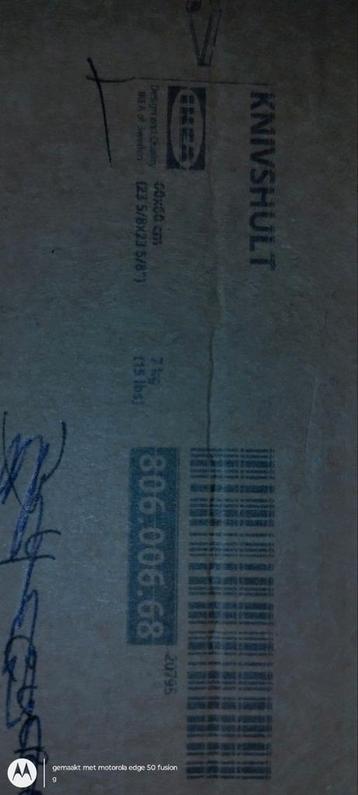 KNIVSHULT
IKEA
Design and Quality
IKEA of Sweden
60x60 cm
(23 5/8x23 5/8")
7 kg
(15 lbs)
806.006.68
20795
gemaakt met motorola edge 50 fusion
g